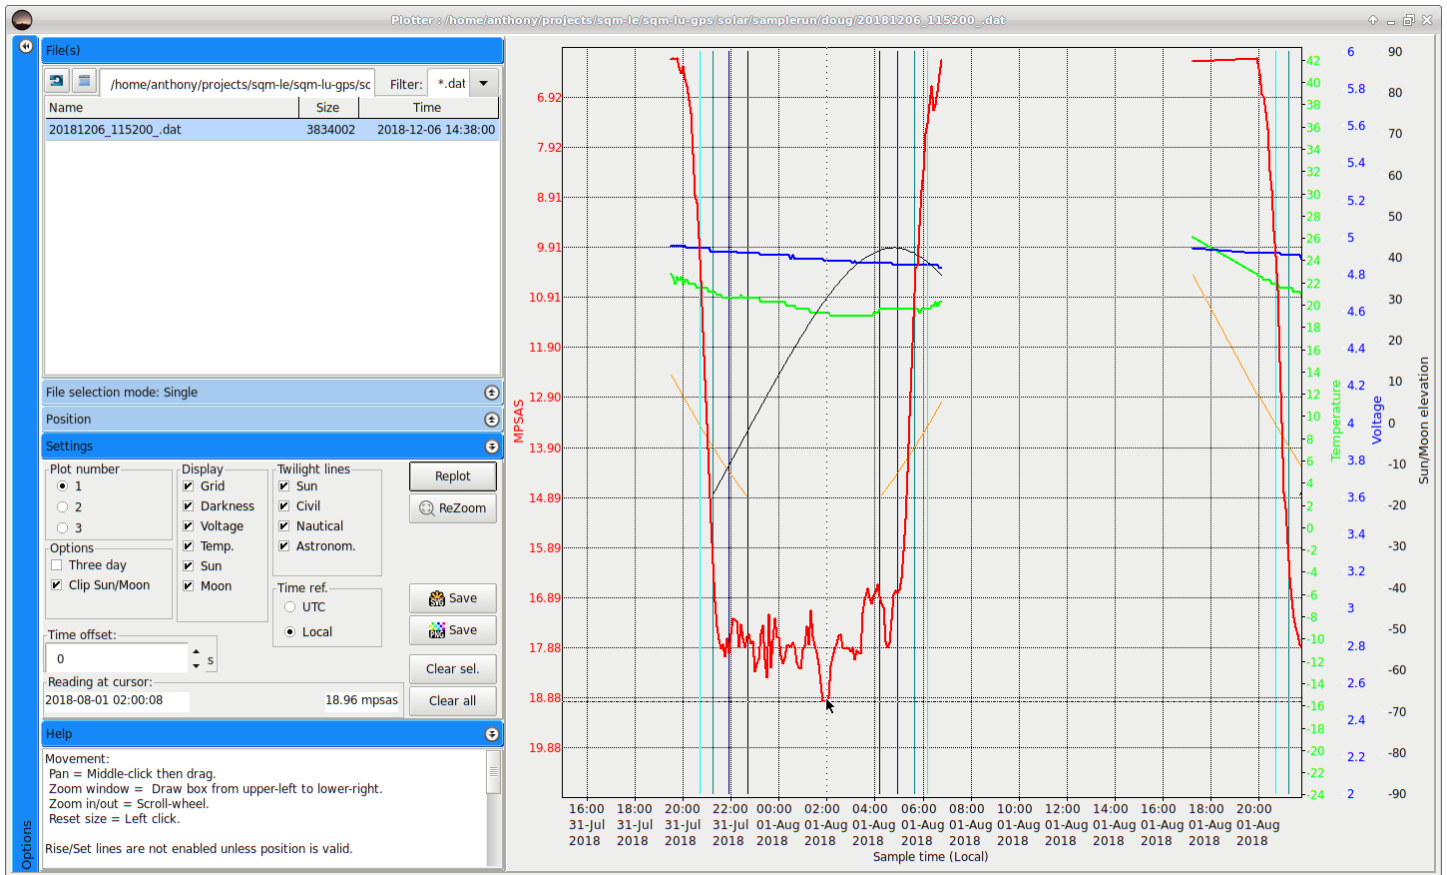 Plotter : /home/anthony/projects/sqm-le/sqm-lu-gps/solar/samplerun/doug/20181206_115200_.dat
File(s)
/home/anthony/projects/sqm-le/sqm-lu-gps/sc Filter: *.dat
Name Size Time
20181206_115200_.dat 3834002 2018-12-06 14:38:00
File selection mode: Single
Position
Settings
Plot number
1
2
3
Options
Three day
Clip Sun/Moon
Display
Grid
Darkness
Voltage
Temp.
Sun
Moon
Twilight lines
Sun
Civil
Nautical
Astronom.
Time ref.
UTC
Local
Replot
ReZoom
SVG Save
PNG Save
Clear sel.
Clear all
Time offset:
0 s
Reading at cursor:
2018-08-01 02:00:08 18.96 mpsas
Help
Movement:
Pan = Middle-click then drag.
Zoom window = Draw box from upper-left to lower-right.
Zoom in/out = Scroll-wheel.
Reset size = Left click.
Rise/Set lines are not enabled unless position is valid.
Options
MPSAS
6.92
7.92
8.91
9.91
10.91
11.90
12.90
13.90
14.89
15.89
16.89
17.88
18.88
19.88
42
40
38
36
34
32
30
28
26
24
22
20
18
16
14
12
10
8
6
4
2
0
-2
-4
-6
-8
-10
-12
-14
-16
-18
-20
-22
-24
Temperature
6
5.8
5.6
5.4
5.2
5
4.8
4.6
4.4
4.2
4
3.8
3.6
3.4
3.2
3
2.8
2.6
2.4
2.2
2
Voltage
90
80
70
60
50
40
30
20
10
0
-10
-20
-30
-40
-50
-60
-70
-80
-90
Sun/Moon elevation
16:00 18:00 20:00 22:00 00:00 02:00 04:00 06:00 08:00 10:00 12:00 14:00 16:00 18:00 20:00
31-Jul 31-Jul 31-Jul 31-Jul 01-Aug 01-Aug 01-Aug 01-Aug 01-Aug 01-Aug 01-Aug 01-Aug 01-Aug 01-Aug 01-Aug
2018 2018 2018 2018 2018 2018 2018 2018 2018 2018 2018 2018 2018 2018 2018
Sample time (Local)